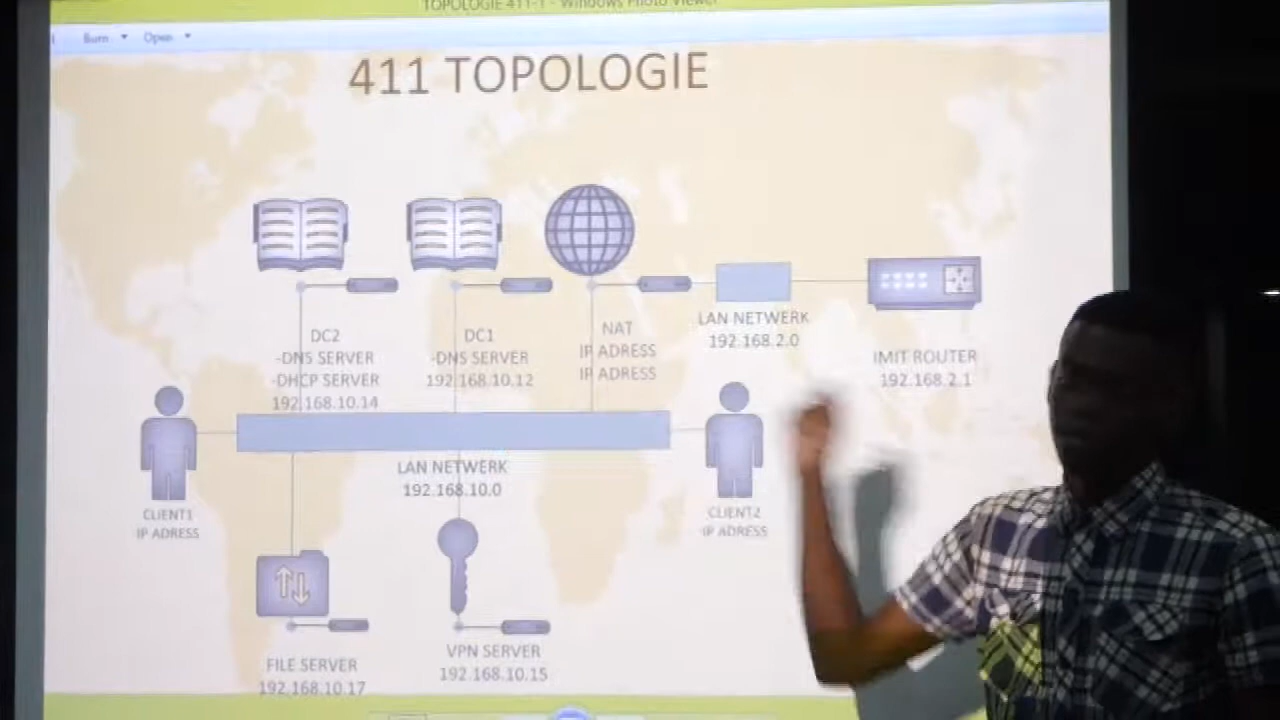 TOPOLOGIE 411-1 - Windows Photo Viewer
Burn
Open
411 TOPOLOGIE
DC2
-DNS SERVER
-DHCP SERVER
192.168.10.14
DC1
-DNS SERVER
192.168.10.12
NAT
IP ADRESS
IP ADRESS
LAN NETWERK
192.168.2.0
IMIT ROUTER
192.168.2.1
LAN NETWERK
192.168.10.0
CLIENT1
IP ADRESS
CLIENT2
IP ADRESS
FILE SERVER
192.168.10.17
VPN SERVER
192.168.10.15